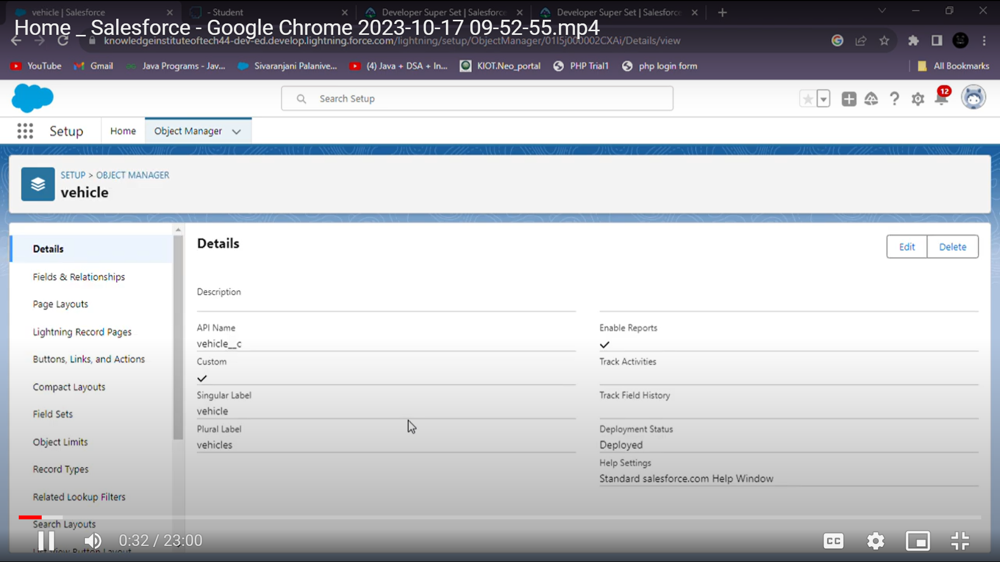 vehicle | Salesforce
- Student
Developer Super Set | Salesforce
Developer Super Set | Salesforce
Home _ Salesforce - Google Chrome 2023-10-17 09-52-55.mp4
knowledgeinstituteoftech44-dev-ed.develop.lightning.force.com/lightning/setup/ObjectManager/01I5j000002CXAi/Details/view
YouTube
Gmail
Java Programs - Jav...
Sivaranjani Palanive...
(4) Java + DSA + In...
KIOT.Neo_portal
PHP Trial1
php login form
All Bookmarks
Search Setup
12
Setup
Home
Object Manager
SETUP > OBJECT MANAGER
vehicle
Details
Fields & Relationships
Page Layouts
Lightning Record Pages
Buttons, Links, and Actions
Compact Layouts
Field Sets
Object Limits
Record Types
Related Lookup Filters
Search Layouts
List View Button Layout
Details
Edit
Delete
Description
API Name
vehicle__c
Custom
Singular Label
vehicle
Plural Label
vehicles
Enable Reports
Track Activities
Track Field History
Deployment Status
Deployed
Help Settings
Standard salesforce.com Help Window
0:32 / 23:00
CC